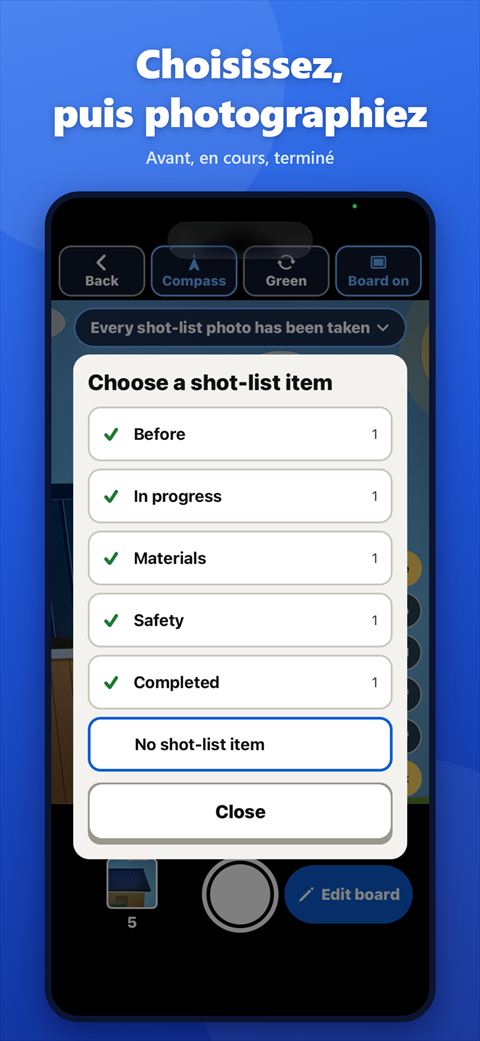 Choisissez,
puis photographiez
Avant, en cours, terminé
Back
Compass
Green
Board on
Every shot-list photo has been taken
Choose a shot-list item
Before 1
In progress 1
Materials 1
Safety 1
Completed 1
No shot-list item
Close
5
Edit board